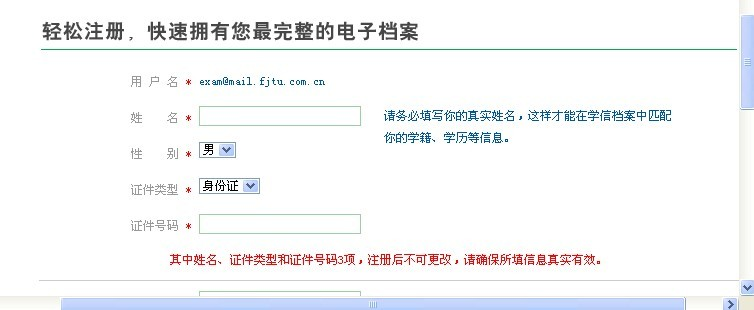 轻松注册，快速拥有您最完整的电子档案
用 户 名 * exam@mail.fjtu.com.cn
姓 名 * 请务必填写你的真实姓名，这样才能在学信档案中匹配
你的学籍、学历等信息。
性 别 * 男
证件类型 * 身份证
证件号码 *
其中姓名、证件类型和证件号码3项，注册后不可更改，请确保所填信息真实有效。